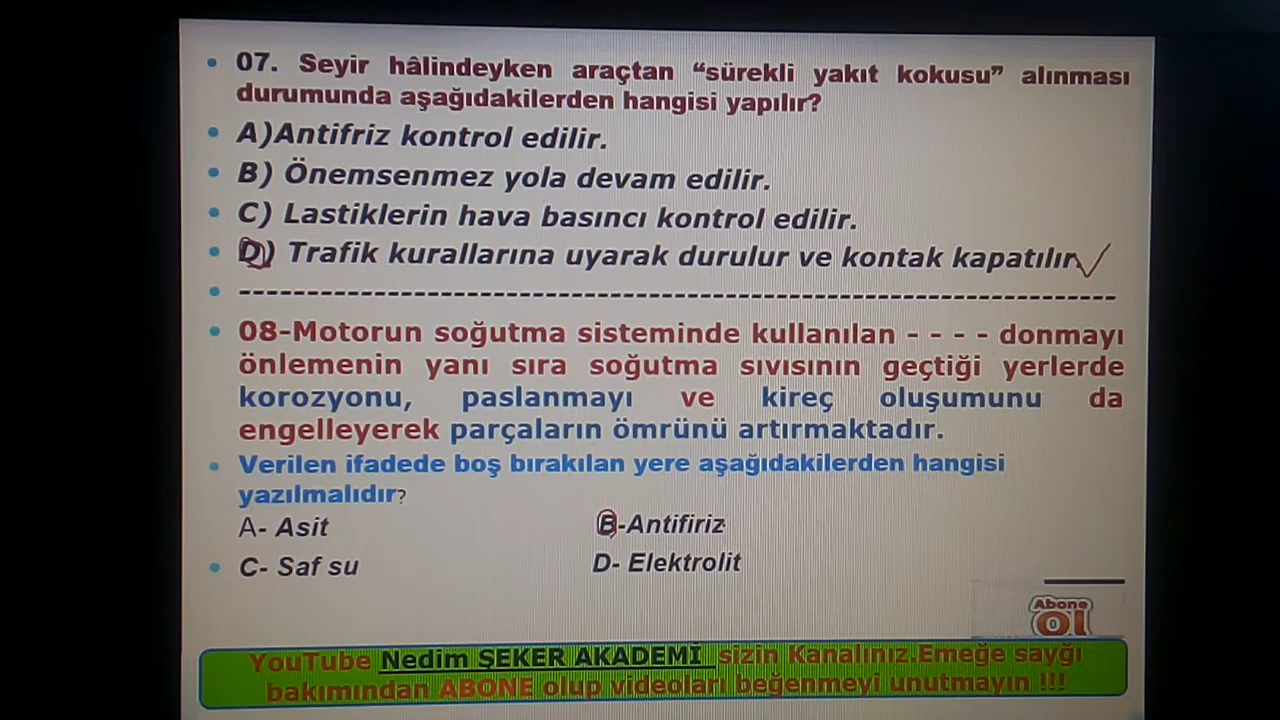 07. Seyir hâlindeyken araçtan “sürekli yakıt kokusu” alınması
durumunda aşağıdakilerden hangisi yapılır?
A)Antifriz kontrol edilir.
B) Önemsenmez yola devam edilir.
C) Lastiklerin hava basıncı kontrol edilir.
D) Trafik kurallarına uyarak durulur ve kontak kapatılır
--------------------------------------------------------------------
08-Motorun soğutma sisteminde kullanılan - - - - donmayı
önlemenin yanı sıra soğutma sıvısının geçtiği yerlerde
korozyonu, paslanmayı ve kireç oluşumunu da
engelleyerek parçaların ömrünü artırmaktadır.
Verilen ifadede boş bırakılan yere aşağıdakilerden hangisi
yazılmalıdır?
A- Asit B-Antifiriz
C- Saf su D- Elektrolit
Abone
Ol
YouTube Nedim ŞEKER AKADEMİ sizin Kanalınız.Emeğe sayğı
bakımından ABONE olup videoları beğenmeyi unutmayın !!!